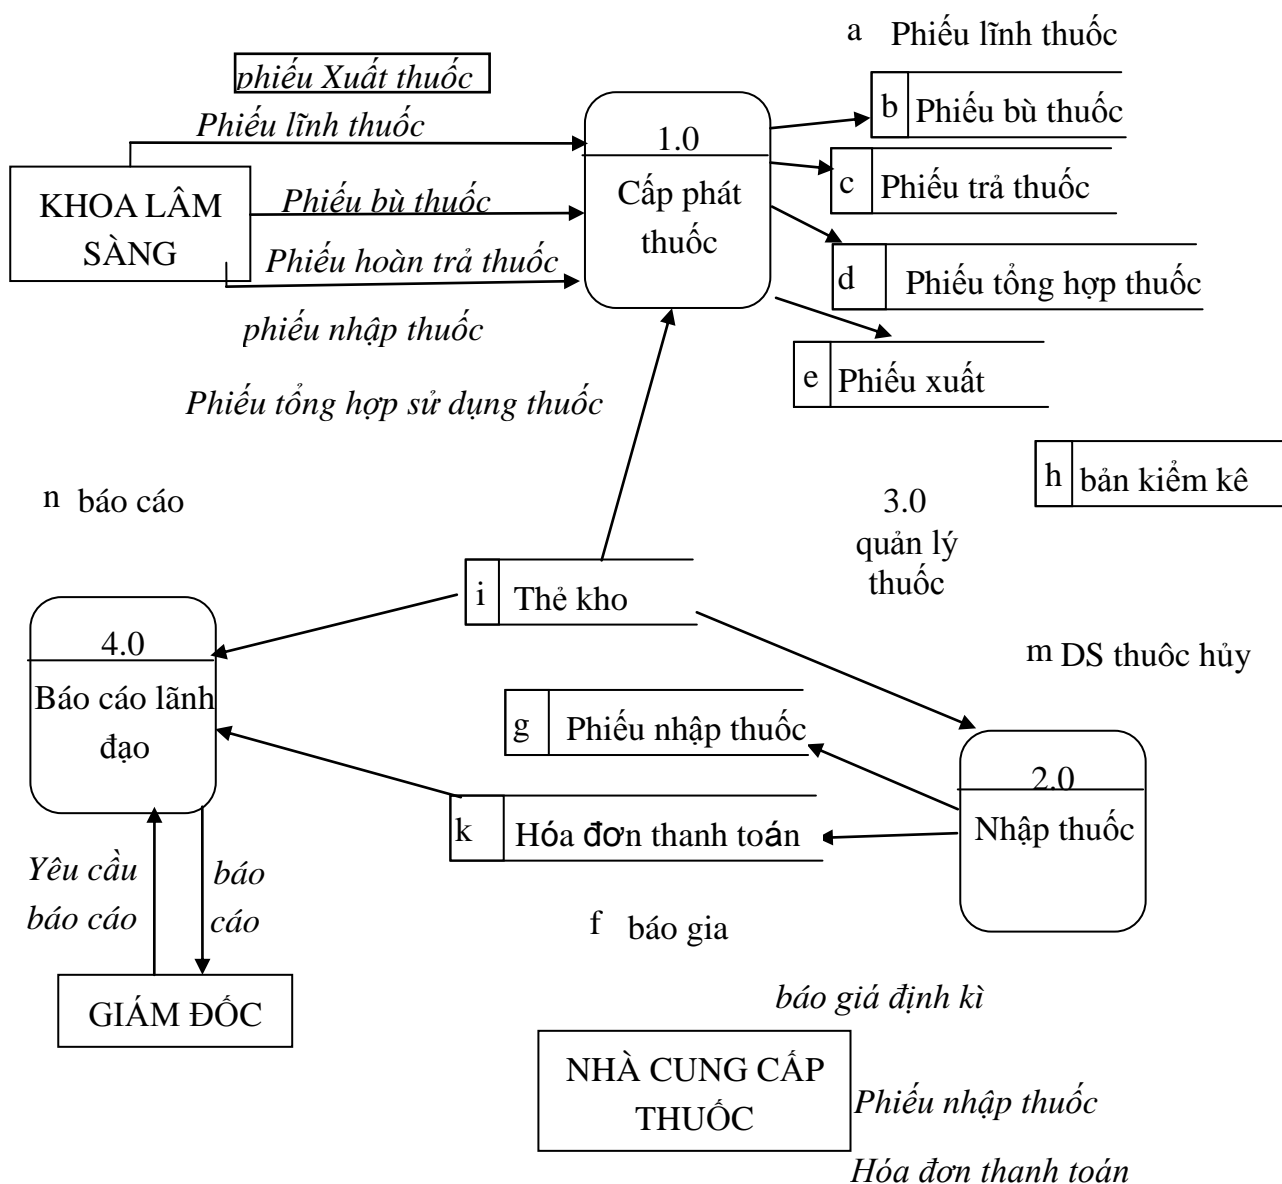 a Phiếu lĩnh thuốc
phiếu Xuất thuốc
b Phiếu bù thuốc
Phiếu lĩnh thuốc
1.0
c Phiếu trả thuốc
KHOA LÂM
SÀNG
Phiếu bù thuốc
Cấp phát
thuốc
Phiếu hoàn trả thuốc
d Phiếu tổng hợp thuốc
phiếu nhập thuốc
e Phiếu xuất
Phiếu tổng hợp sử dụng thuốc
h bản kiểm kê
n báo cáo
3.0
quản lý
thuốc
i Thẻ kho
4.0
Báo cáo lãnh
đạo
m DS thuôc hủy
g Phiếu nhập thuốc
2.0
Nhập thuốc
k Hóa đơn thanh toán
Yêu cầu
báo cáo
báo
cáo
f báo gia
GIÁM ĐỐC
báo giá định kì
NHÀ CUNG CẤP
THUỐC
Phiếu nhập thuốc
Hóa đơn thanh toán